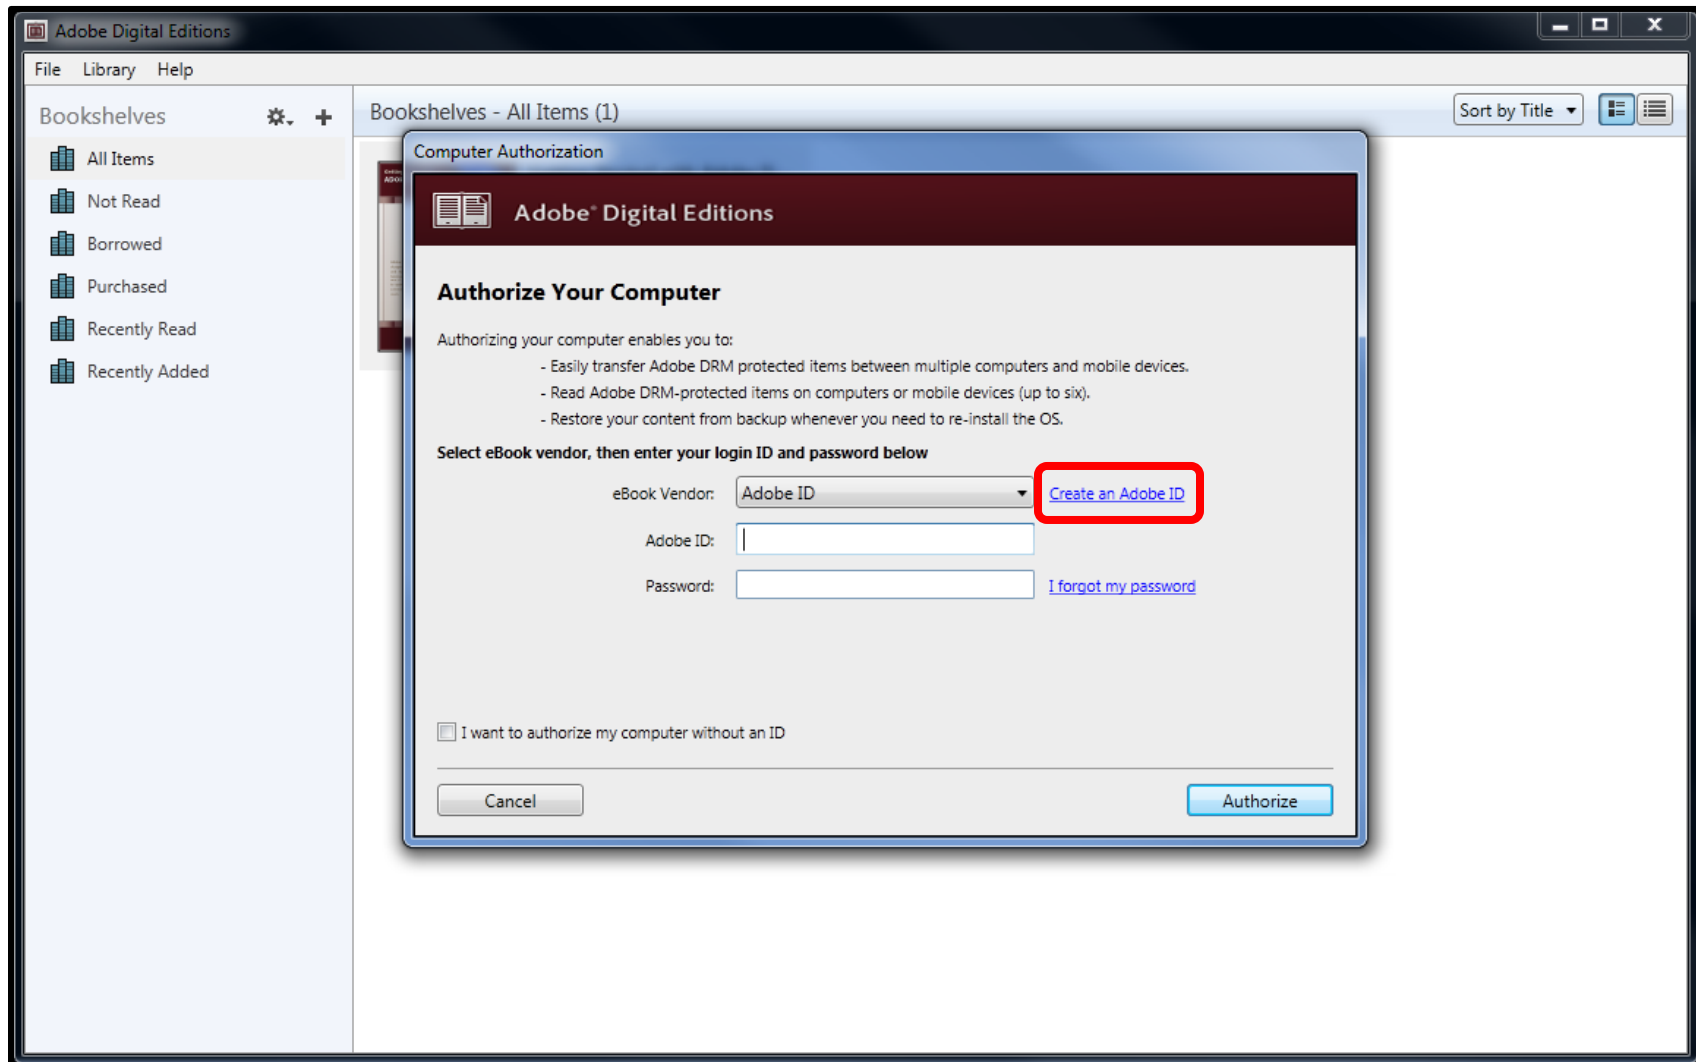 Adobe Digital Editions
File Library Help
Bookshelves
All Items
Not Read
Borrowed
Purchased
Recently Read
Recently Added
Bookshelves - All Items (1)
Sort by Title
Computer Authorization
Adobe® Digital Editions
Authorize Your Computer
Authorizing your computer enables you to:
- Easily transfer Adobe DRM protected items between multiple computers and mobile devices.
- Read Adobe DRM-protected items on computers or mobile devices (up to six).
- Restore your content from backup whenever you need to re-install the OS.
Select eBook vendor, then enter your login ID and password below
eBook Vendor: Adobe ID Create an Adobe ID
Adobe ID:
Password: I forgot my password
I want to authorize my computer without an ID
Cancel Authorize